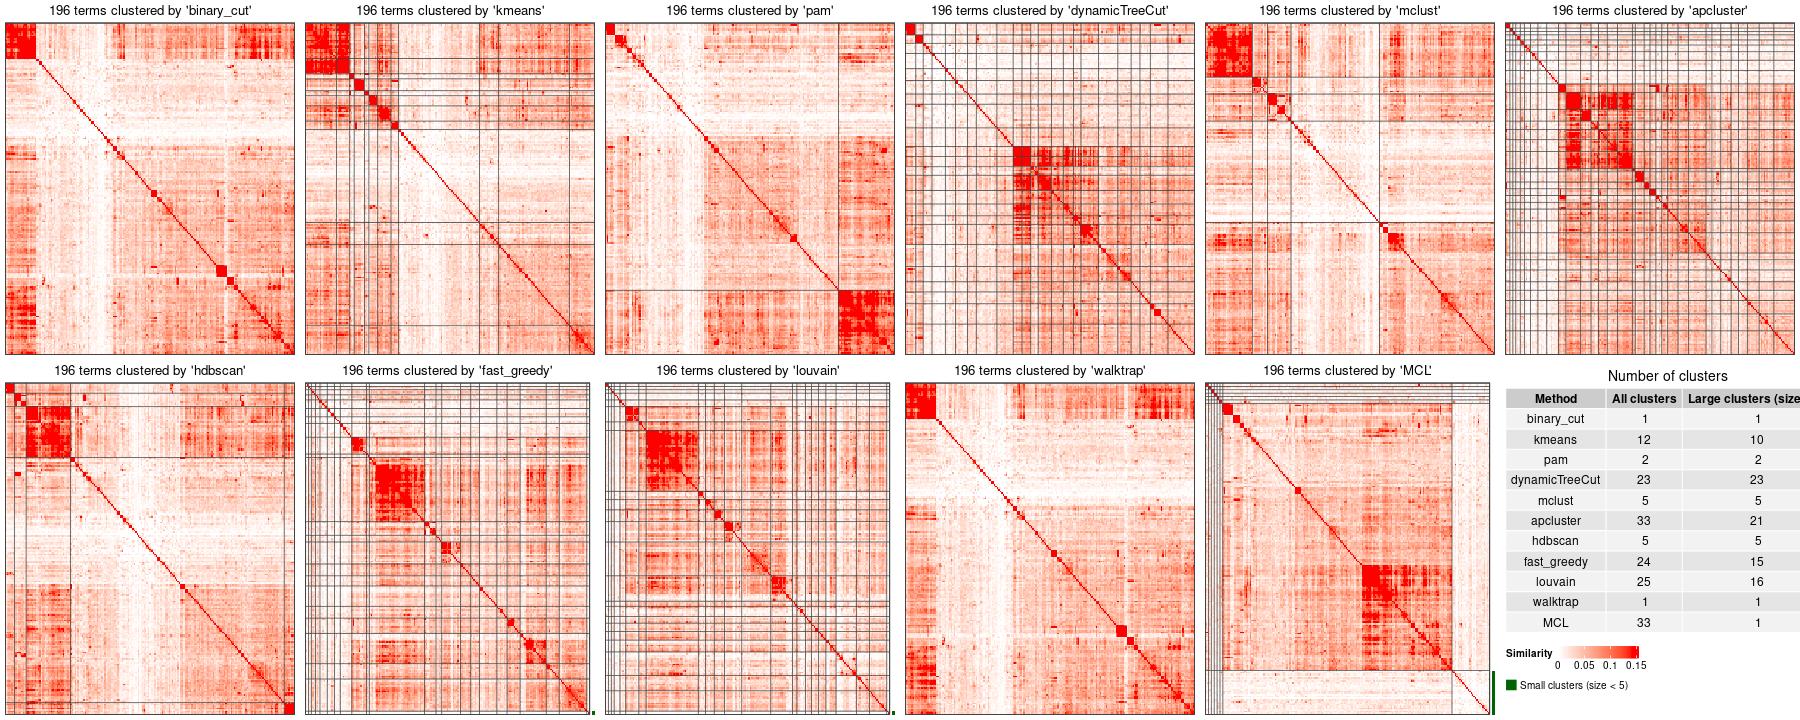 196 terms clustered by 'binary_cut'
196 terms clustered by 'kmeans'
196 terms clustered by 'pam'
196 terms clustered by 'dynamicTreeCut'
196 terms clustered by 'mclust'
196 terms clustered by 'apcluster'
196 terms clustered by 'hdbscan'
196 terms clustered by 'fast_greedy'
196 terms clustered by 'louvain'
196 terms clustered by 'walktrap'
196 terms clustered by 'MCL'
Number of clusters
Method All clusters Large clusters (size
binary_cut 1 1
kmeans 12 10
pam 2 2
dynamicTreeCut 23 23
mclust 5 5
apcluster 33 21
hdbscan 5 5
fast_greedy 24 15
louvain 25 16
walktrap 1 1
MCL 33 1
Similarity
0 0.05 0.1 0.15
Small clusters (size < 5)